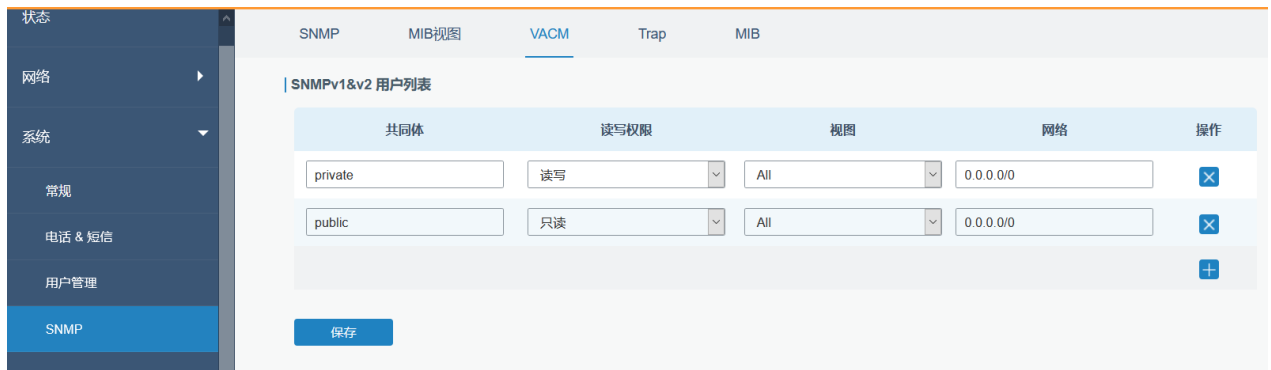 状态
SNMP MIB视图 VACM Trap MIB
网络
SNMPv1&v2 用户列表
系统
共同体 读写权限 视图 网络 操作
private 读写 All 0.0.0.0/0
常规
public 只读 All 0.0.0.0/0
电话 & 短信
用户管理
SNMP
保存